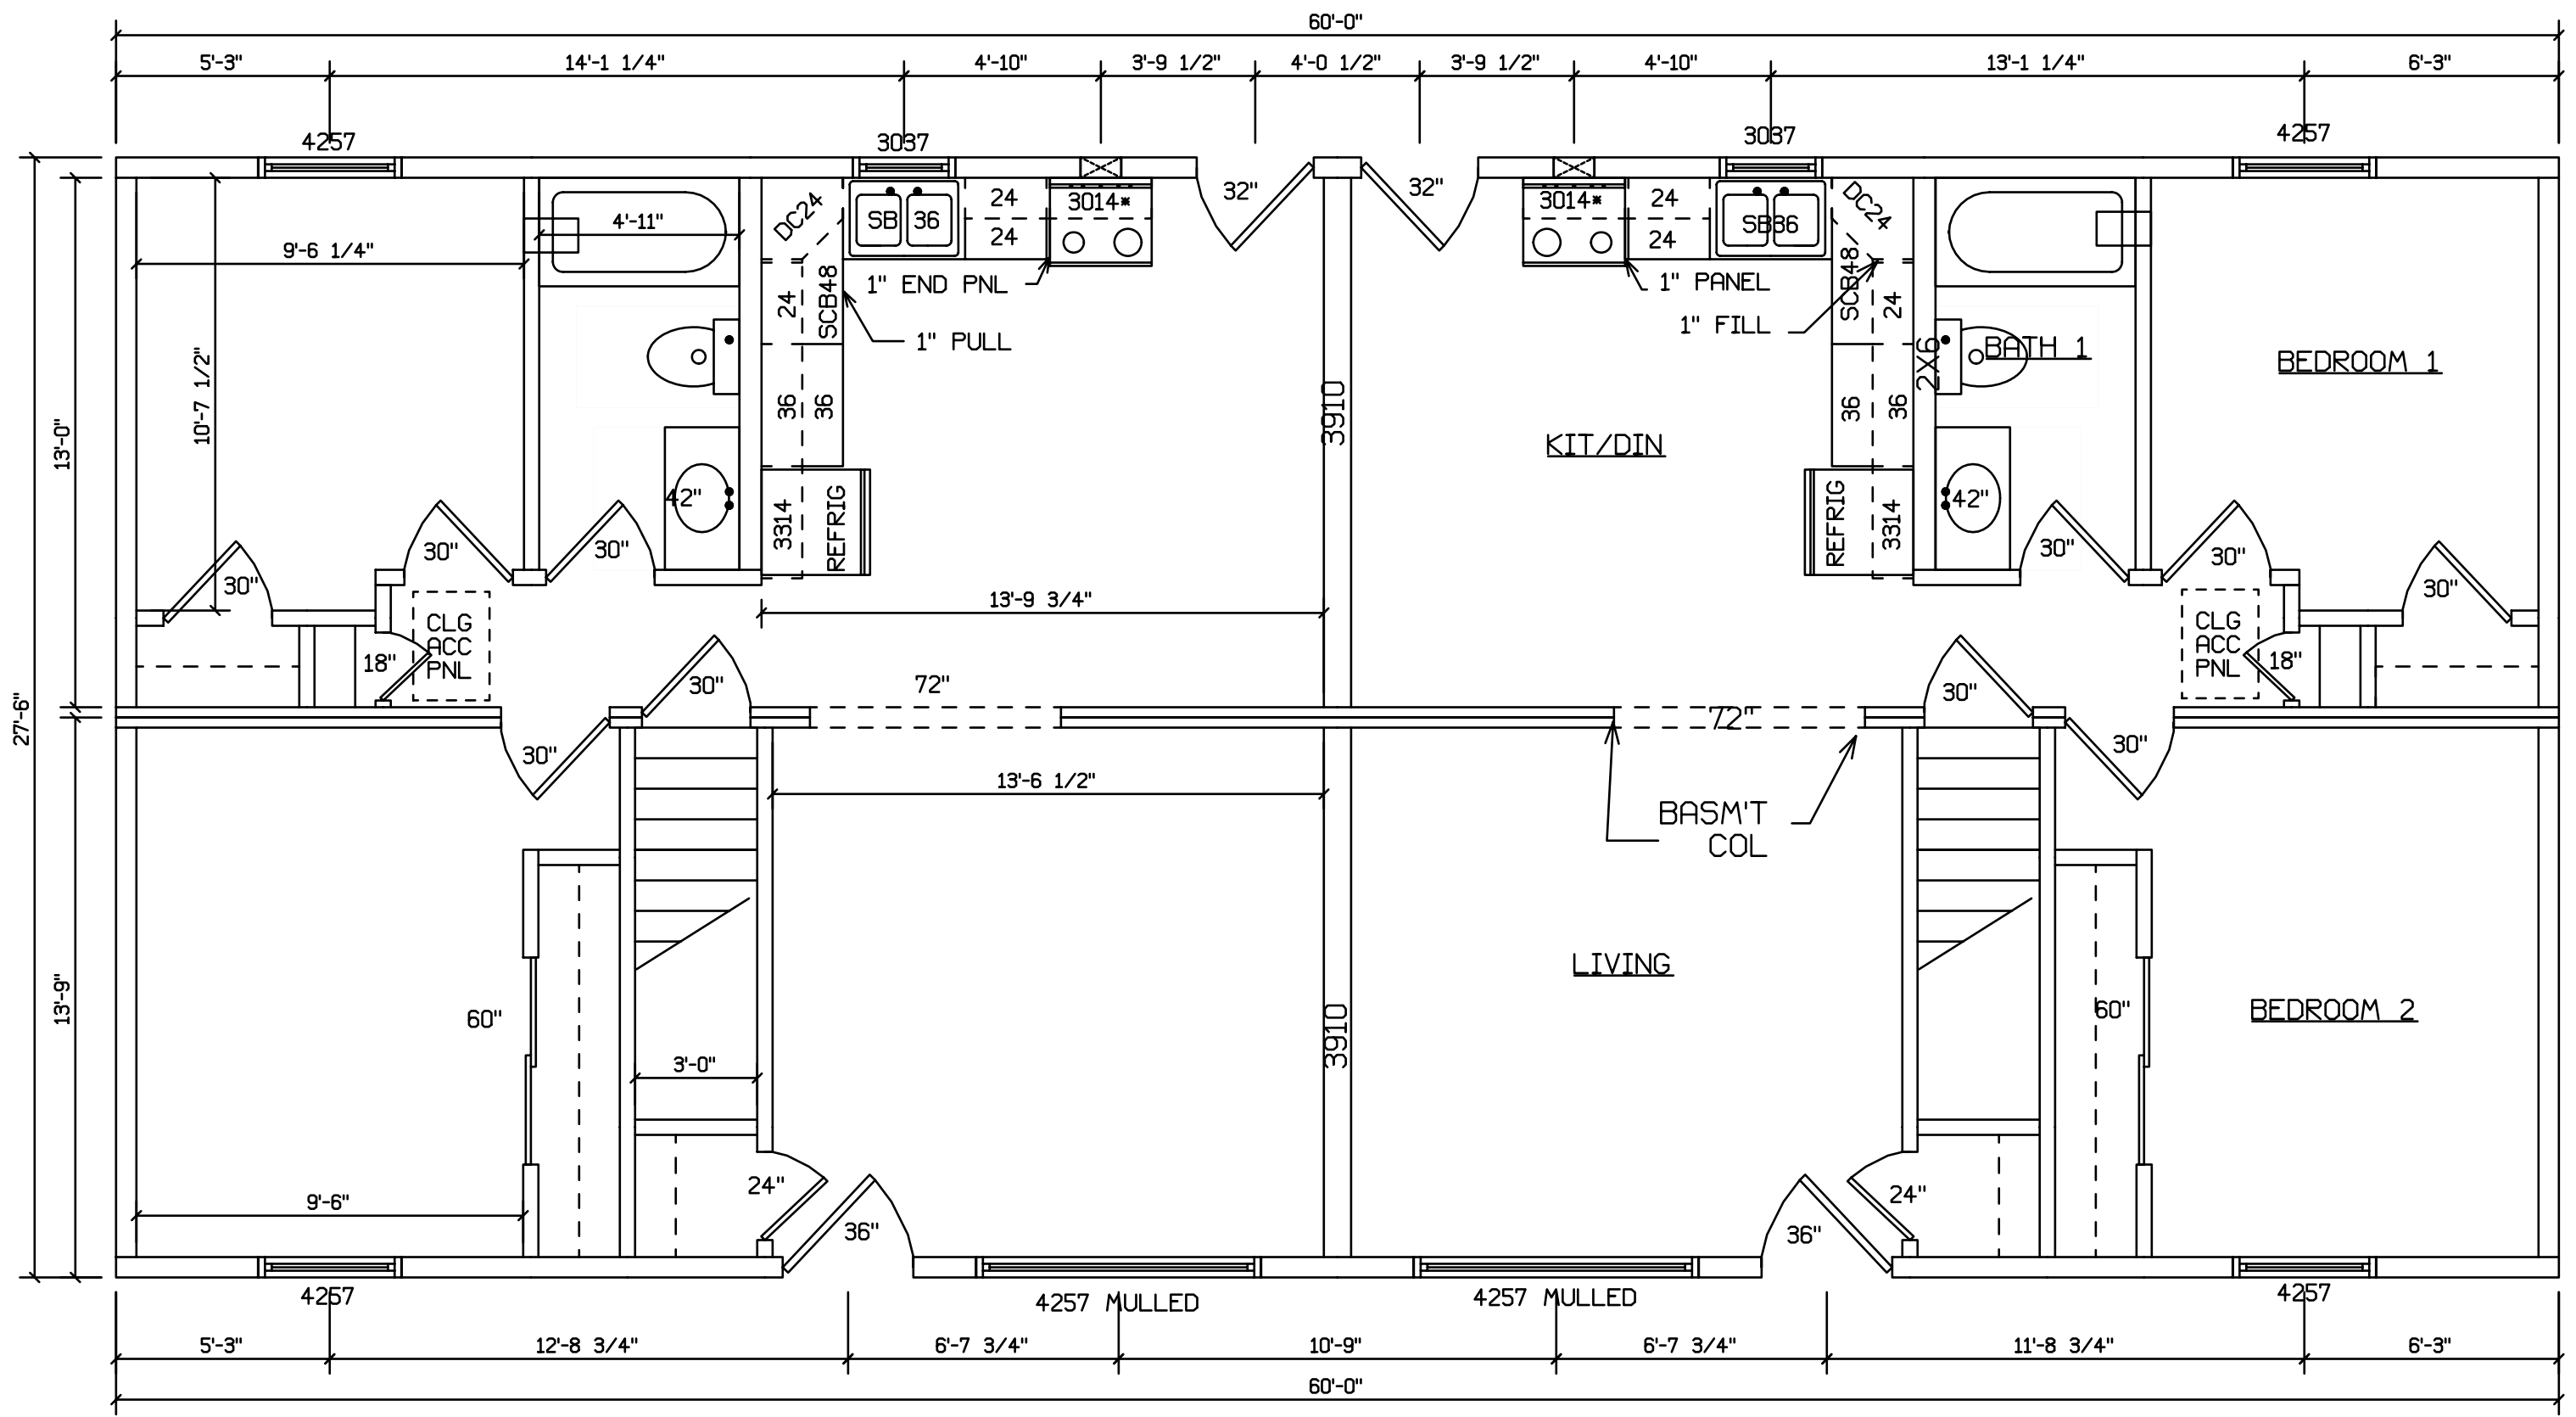 60'-0"
5'-3" 14'-1 1/4" 4'-10" 3'-9 1/2" 4'-0 1/2" 3'-9 1/2" 4'-10" 13'-1 1/4" 6'-3"
4257 3037 3037 4257
32" 32"
DC24 SB 36 24 3014* 3014* 24 SB36 DC24
24 24
4'-11"
9'-6 1/4"
1" END PNL 1" PANEL
24 SCB48 SCB48 24
1" PULL 1" FILL
2X6 BATH 1
BEDROOM 1
10'-7 1/2"
36 36 3910 36 36
13'-0"
KIT/DIN
42" 42"
3314 REFRIG REFRIG 3314
30" 30" 30" 30"
30" 30"
13'-9 3/4"
CLG
ACC
PNL
18"
CLG
ACC
PNL
18"
30" 72" 30"
27'-6"
72"
30" 30"
13'-6 1/2"
BASM'T
COL
LIVING
13'-9"
60" 3910 60" BEDROOM 2
3'-0"
9'-6" 24" 24"
36" 36"
4257 4257 MULLED 4257 MULLED 4257
5'-3" 12'-8 3/4" 6'-7 3/4" 10'-9" 6'-7 3/4" 11'-8 3/4" 6'-3"
60'-0"